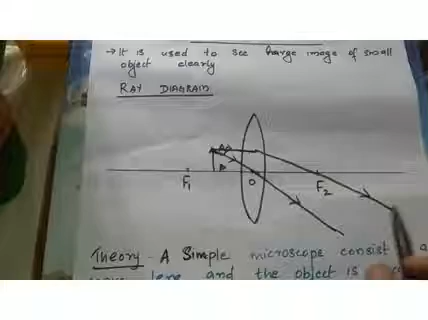 → It is used to see large image of small
object clearly
RAY DIAGRAM
A
F1
O
F2
Theory - A Simple microscope consist a
lens and the object is